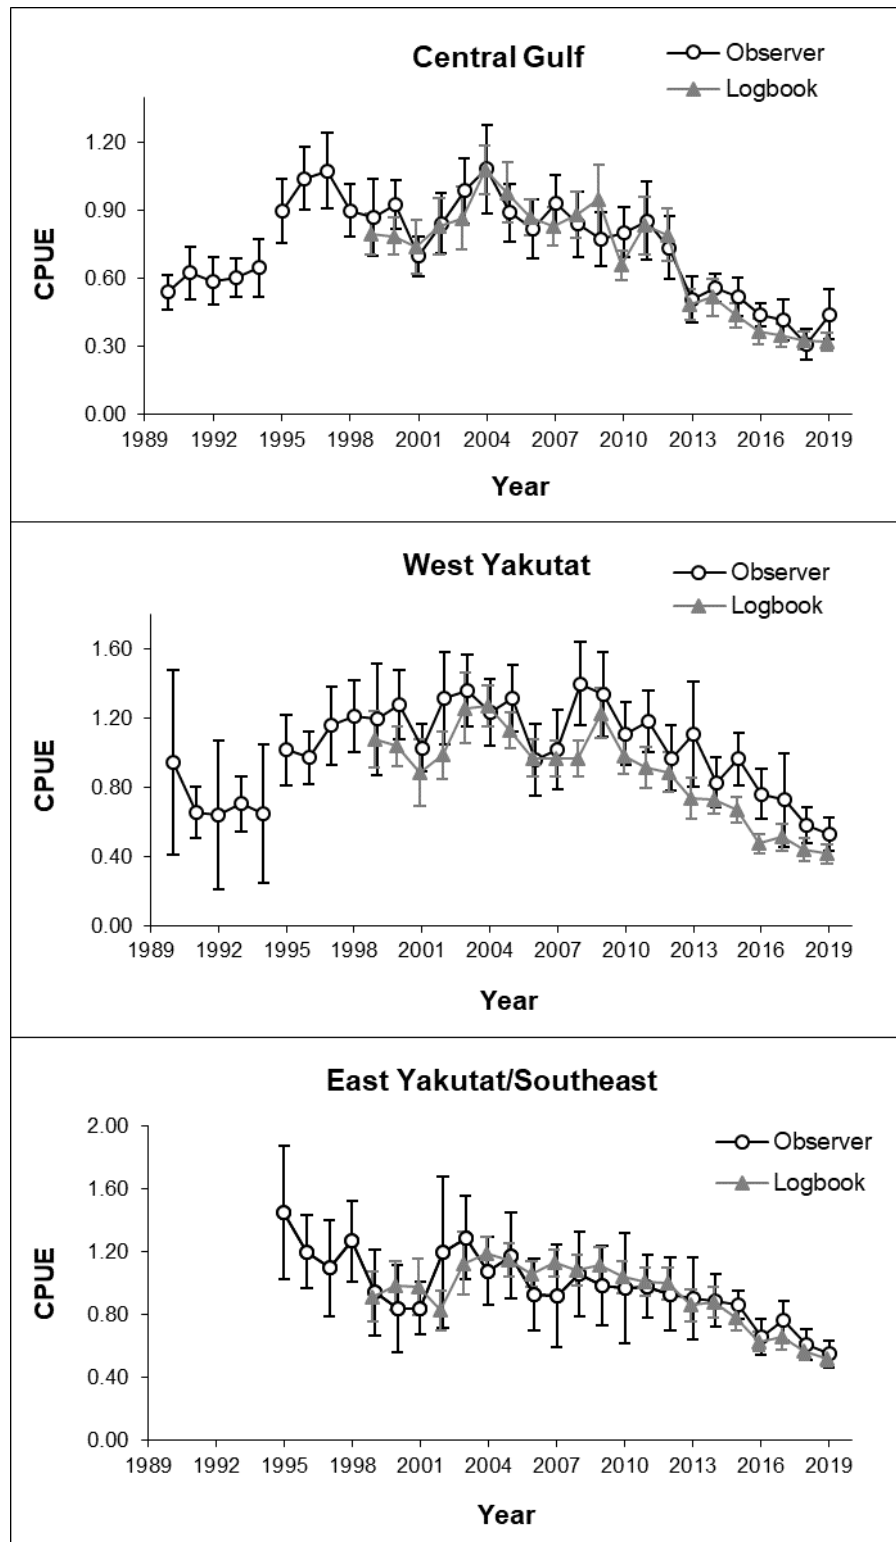 Central Gulf
Observer
Logbook
CPUE
1.20
0.90
0.60
0.30
0.00
1989 1992 1995 1998 2001 2004 2007 2010 2013 2016 2019
Year
West Yakutat
Observer
Logbook
CPUE
1.60
1.20
0.80
0.40
0.00
1989 1992 1995 1998 2001 2004 2007 2010 2013 2016 2019
Year
East Yakutat/Southeast
Observer
Logbook
CPUE
2.00
1.60
1.20
0.80
0.40
0.00
1989 1992 1995 1998 2001 2004 2007 2010 2013 2016 2019
Year